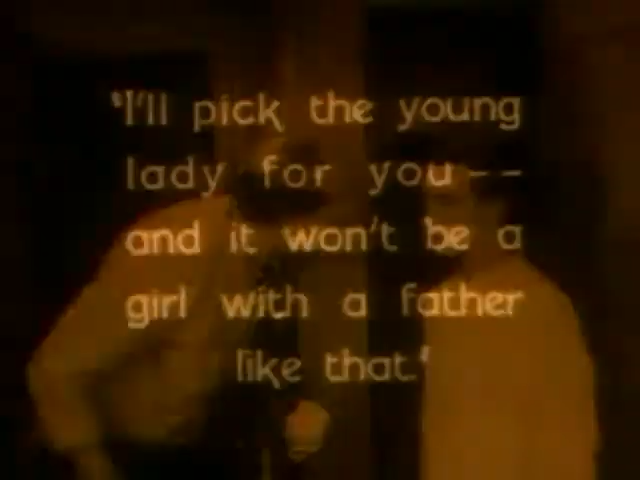 "I'll pick the young
lady for you--
and it won't be a
girl with a father
like that."